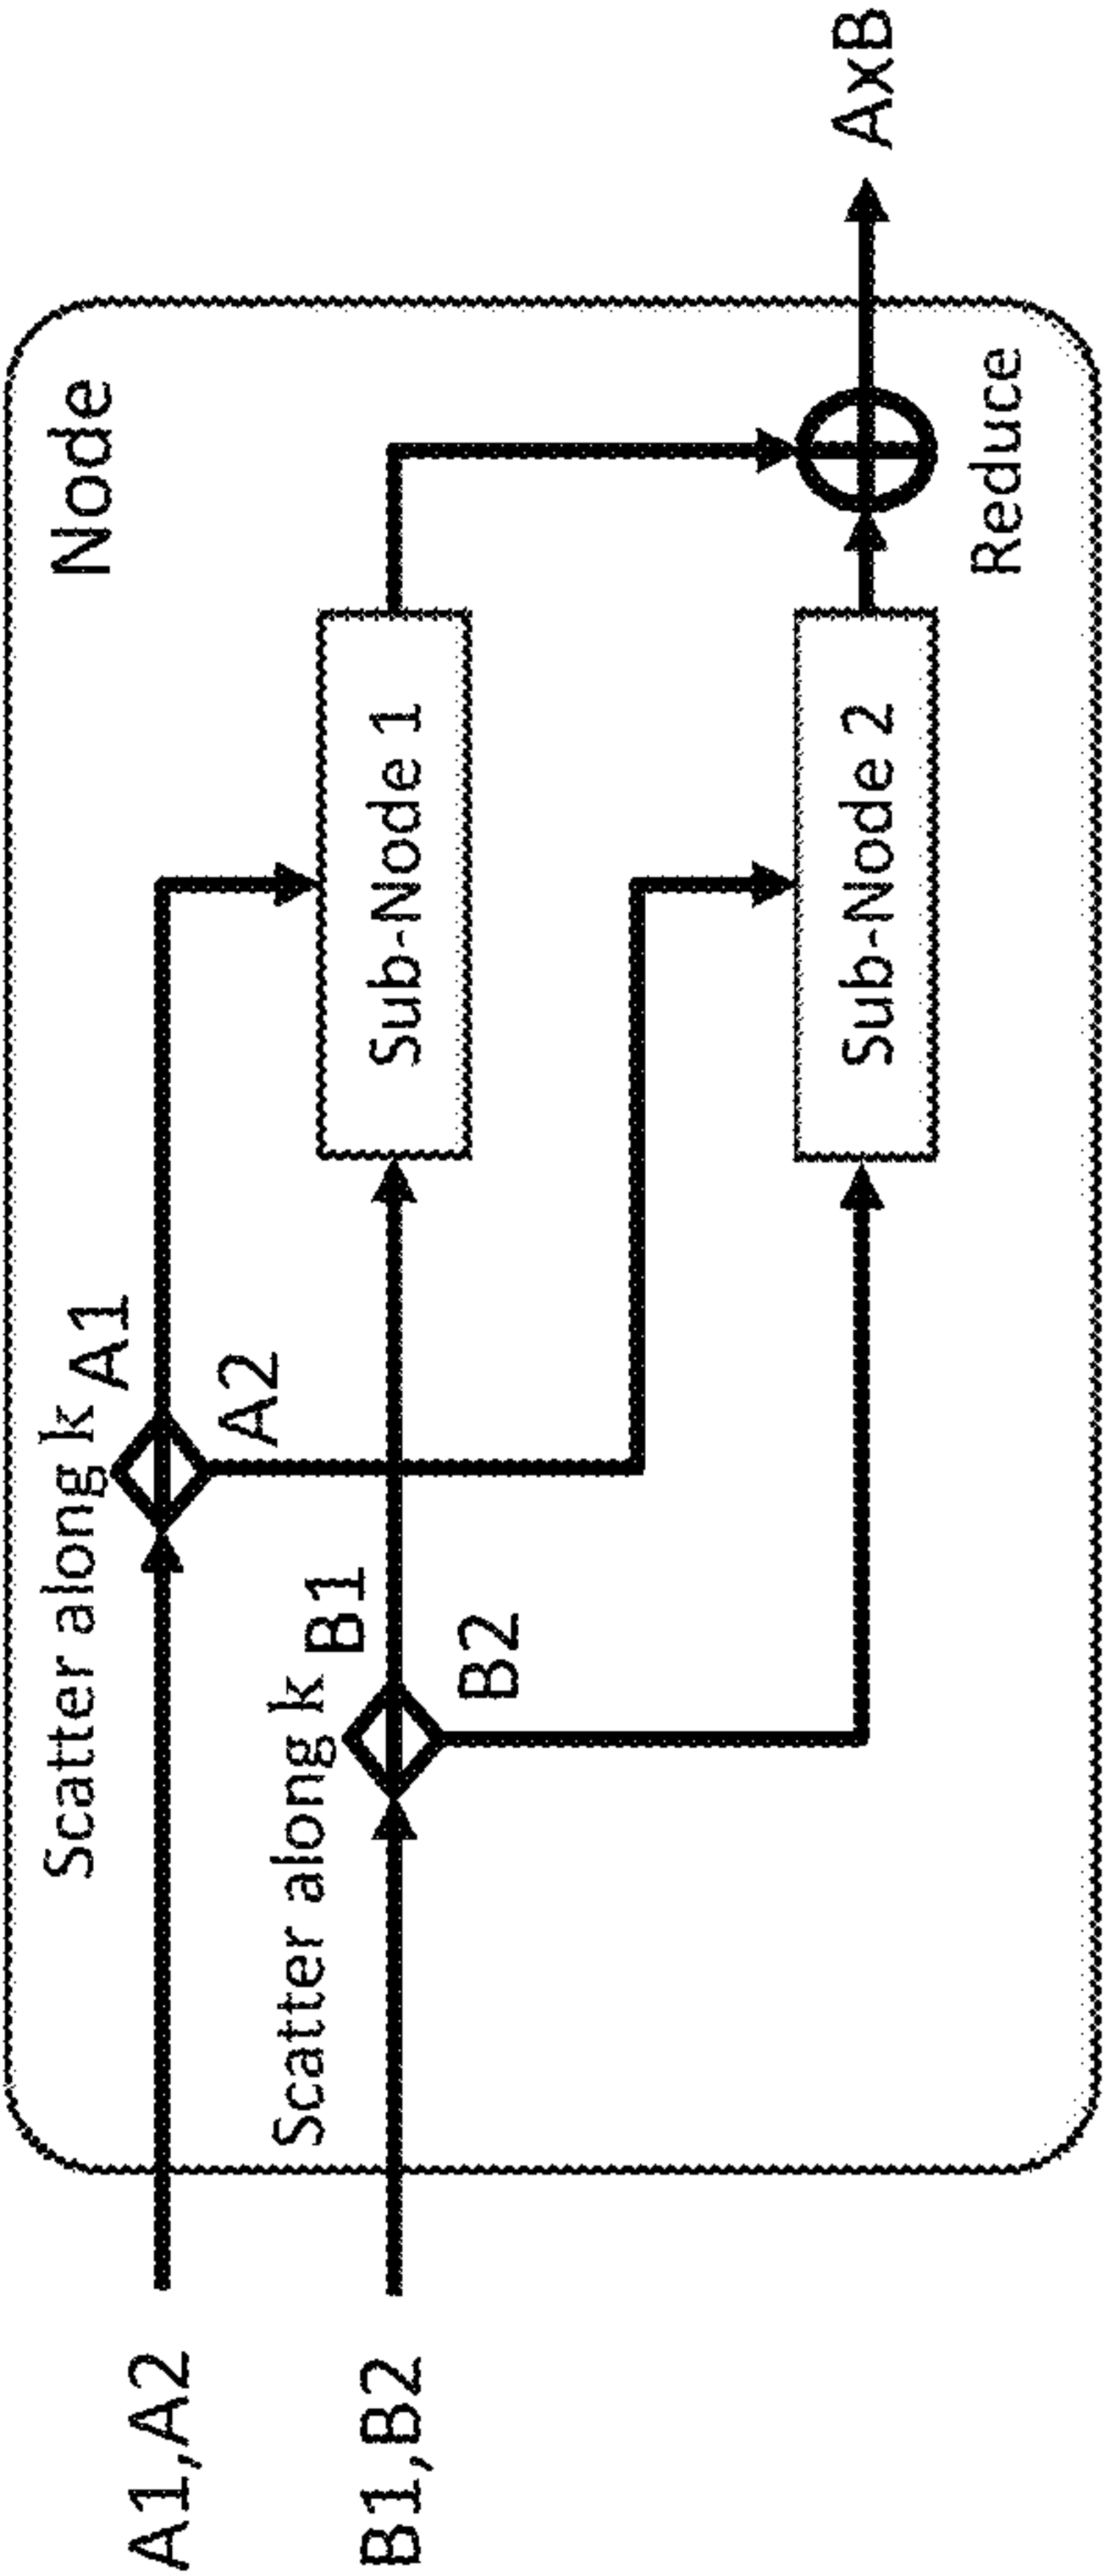 Node
Scatter along k
A1
A1,A2
A2
Scatter along k
B1
Sub-Node 1
B1,B2
B2
Sub-Node 2
AxB
Reduce